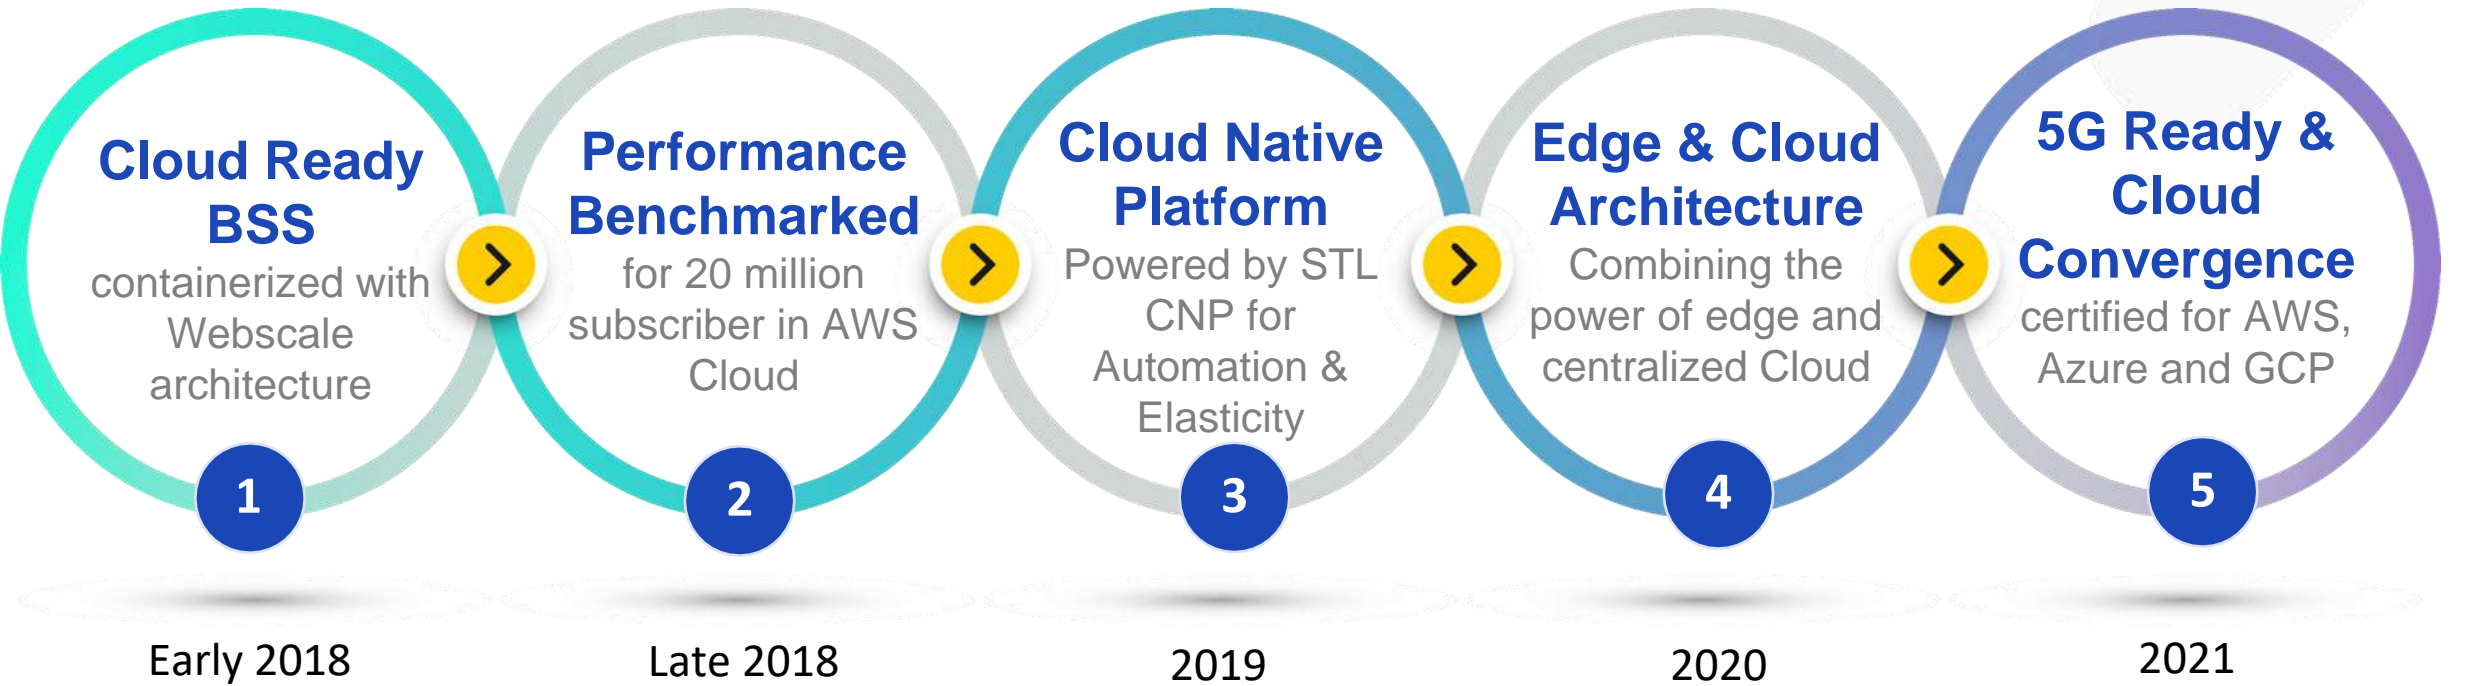 Cloud Ready
BSS
containerized with
Webscale
architecture
1
Early 2018
Performance
Benchmarked
for 20 million
subscriber in AWS
Cloud
2
Late 2018
Cloud Native
Platform
Powered by STL
CNP for
Automation &
Elasticity
3
2019
Edge & Cloud
Architecture
Combining the
power of edge and
centralized Cloud
4
2020
5G Ready &
Cloud
Convergence
certified for AWS,
Azure and GCP
5
2021